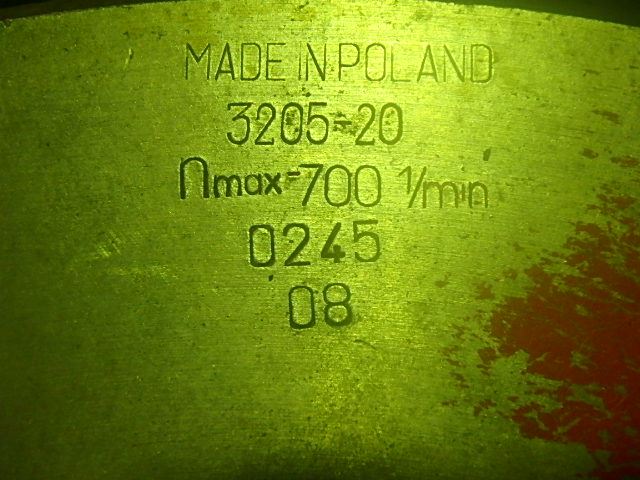 MADE IN POLAND
3205-20
nmax=700 1/min
0245
08